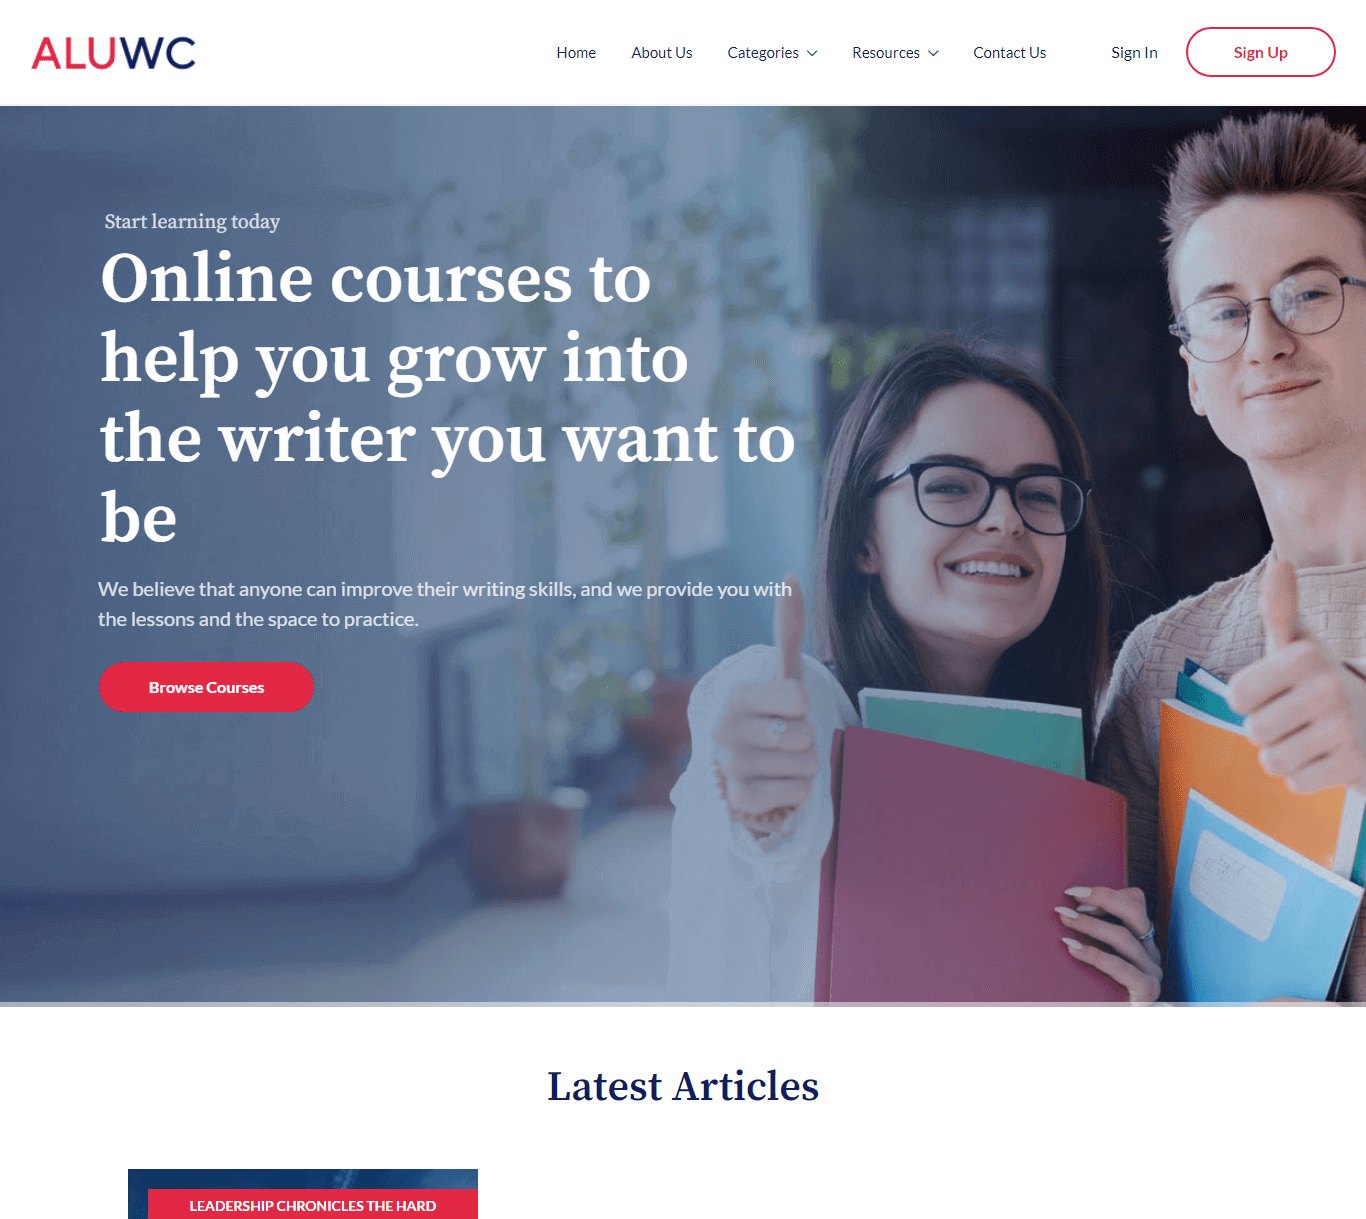 ALUWC
Home
About Us
Categories
Resources
Contact Us
Sign In
Sign Up
Start learning today
Online courses to
help you grow into
the writer you want to
be
We believe that anyone can improve their writing skills, and we provide you with
the lessons and the space to practice.
Browse Courses
Latest Articles
LEADERSHIP CHRONICLES THE HARD